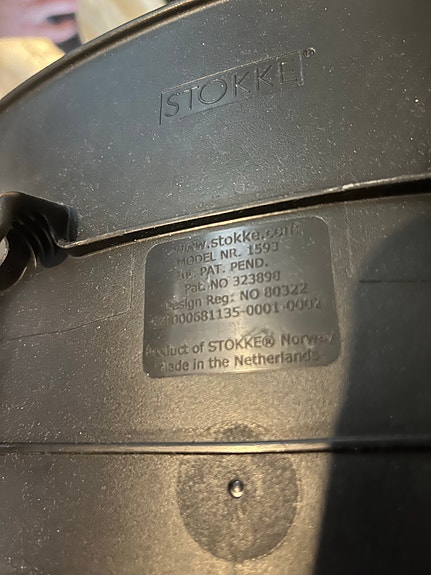 STOKKE®
www.stokke.com
MODEL NR. 1593
PAT. PEND.
Pat. NO 323898
Design Reg: NO 80322
000681135-0001-0002
Product of STOKKE® Norway
Made in the Netherlands